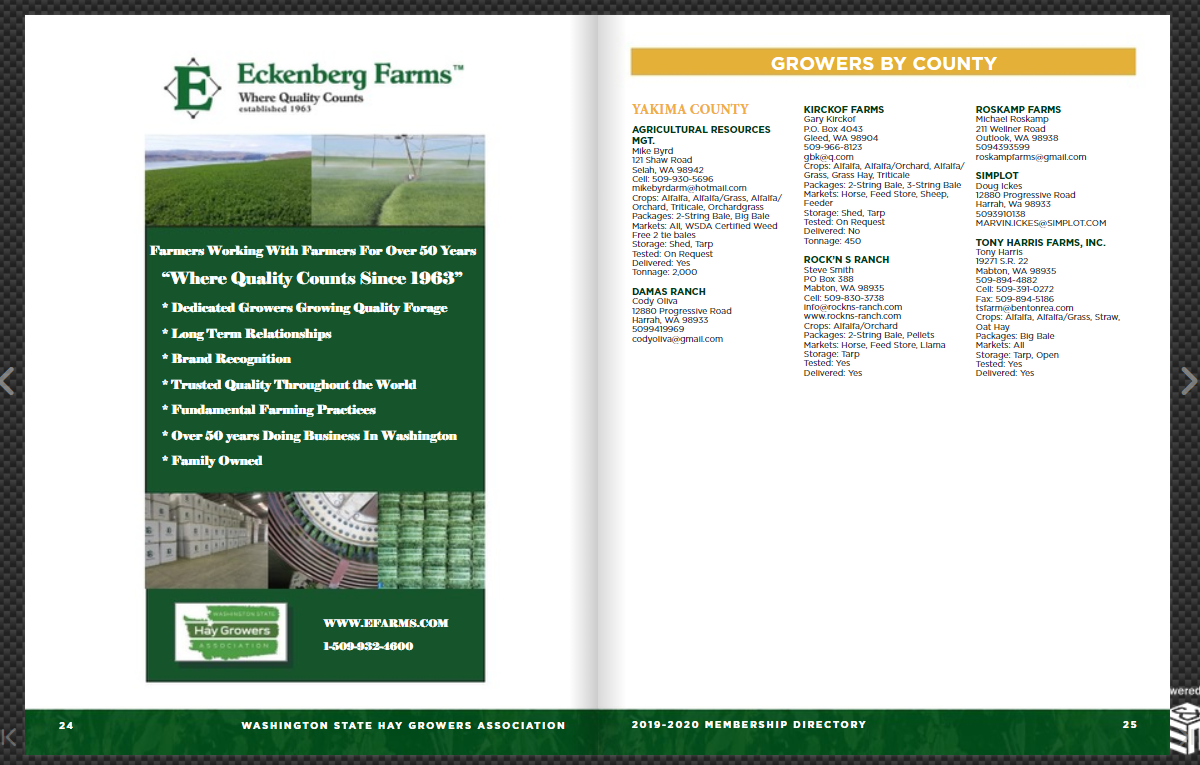 E
Eckenberg Farms™
Where Quality Counts
established 1963
Farmers Working With Farmers For Over 50 Years
“Where Quality Counts Since 1963”
* Dedicated Growers Growing Quality Forage
* Long Term Relationships
* Brand Recognition
* Trusted Quality Throughout the World
* Fundamental Farming Practices
* Over 50 years Doing Business In Washington
* Family Owned
WASHINGTON STATE
Hay Growers
ASSOCIATION
WWW.EFARMS.COM
1-509-932-4600
24
WASHINGTON STATE HAY GROWERS ASSOCIATION
GROWERS BY COUNTY
YAKIMA COUNTY
AGRICULTURAL RESOURCES
MGT.
Mike Byrd
121 Shaw Road
Selah, WA 98942
Cell: 509-930-5696
mikebyrdarm@hotmail.com
Crops: Alfalfa, Alfalfa/Grass, Alfalfa/
Orchard, Triticale, Orchardgrass
Packages: 2-String Bale, Big Bale
Markets: All, WSDA Certified Weed
Free 2 tie bales
Storage: Shed, Tarp
Tested: On Request
Delivered: Yes
Tonnage: 2,000
DAMAS RANCH
Cody Oliva
12880 Progressive Road
Harrah, WA 98933
5099419969
codyoliva@gmail.com
KIRCKOF FARMS
Gary Kirckof
P.O. Box 4043
Gleed, WA 98904
509-966-8123
gbk@q.com
Crops: Alfalfa, Alfalfa/Orchard, Alfalfa/
Grass, Grass Hay, Triticale
Packages: 2-String Bale, 3-String Bale
Markets: Horse, Feed Store, Sheep,
Feeder
Storage: Shed, Tarp
Tested: On Request
Delivered: No
Tonnage: 450
ROCK'N S RANCH
Steve Smith
PO Box 388
Mabton, WA 98935
Cell: 509-830-3738
info@rockns-ranch.com
www.rockns-ranch.com
Crops: Alfalfa/Orchard
Packages: 2-String Bale, Pellets
Markets: Horse, Feed Store, Llama
Storage: Tarp
Tested: Yes
Delivered: Yes
ROSKAMP FARMS
Michael Roskamp
211 Wellner Road
Outlook, WA 98938
5094393599
roskampfarms@gmail.com
SIMPLOT
Doug Ickes
12880 Progressive Road
Harrah, Wa 98933
5093910138
MARVIN.ICKES@SIMPLOT.COM
TONY HARRIS FARMS, INC.
Tony Harris
19271 S.R. 22
Mabton, WA 98935
509-894-4882
Cell: 509-391-0272
Fax: 509-894-5186
tsfarm@bentonrea.com
Crops: Alfalfa, Alfalfa/Grass, Straw,
Oat Hay
Packages: Big Bale
Markets: All
Storage: Tarp, Open
Tested: Yes
Delivered: Yes
2019-2020 MEMBERSHIP DIRECTORY
25
wered